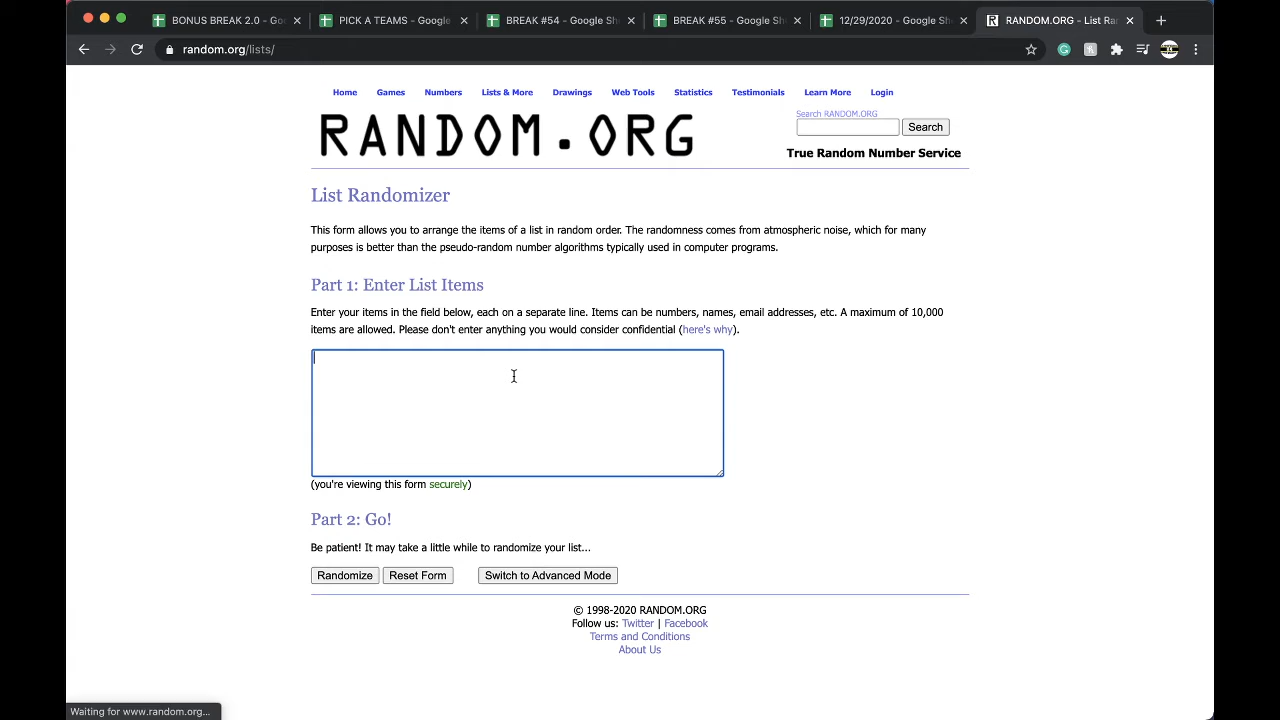 BONUS BREAK 2.0 - Go
PICK A TEAMS - Google
BREAK #54 - Google She
BREAK #55 - Google She
12/29/2020 - Google She
RANDOM.ORG - List Ran
random.org/lists/
Home Games Numbers Lists & More Drawings Web Tools Statistics Testimonials Learn More Login
Search RANDOM.ORG
RANDOM.ORG
Search
True Random Number Service
List Randomizer
This form allows you to arrange the items of a list in random order. The randomness comes from atmospheric noise, which for many
purposes is better than the pseudo-random number algorithms typically used in computer programs.
Part 1: Enter List Items
Enter your items in the field below, each on a separate line. Items can be numbers, names, email addresses, etc. A maximum of 10,000
items are allowed. Please don't enter anything you would consider confidential (here's why).
(you're viewing this form securely)
Part 2: Go!
Be patient! It may take a little while to randomize your list...
Randomize Reset Form Switch to Advanced Mode
© 1998-2020 RANDOM.ORG
Follow us: Twitter | Facebook
Terms and Conditions
About Us
Waiting for www.random.org...